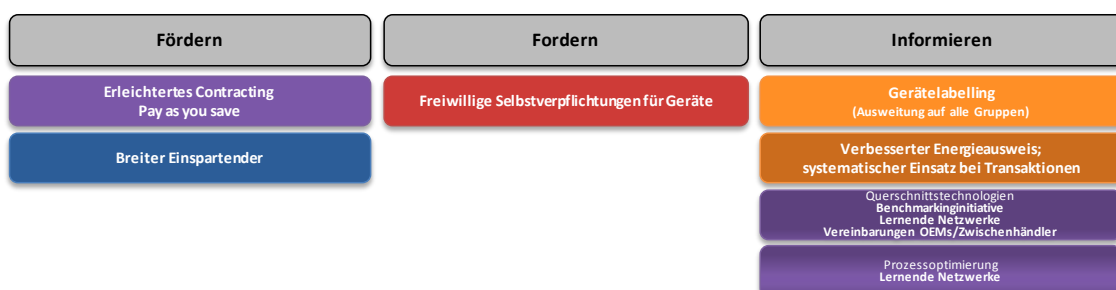 Fördern
Erleichtertes Contracting
Pay as you save
Breiter Einspartender
Fordern
Freiwillige Selbstverpflichtungen für Geräte
Informieren
Gerätelabelling
(Ausweitung auf alle Gruppen)
Verbesserter Energieausweis;
systematischer Einsatz bei Transaktionen
Querschnittstechnologien
Benchmarkinginitiative
Lernende Netzwerke
Vereinbarungen OEMs/Zwischenhändler
Prozessoptimierung
Lernende Netzwerke